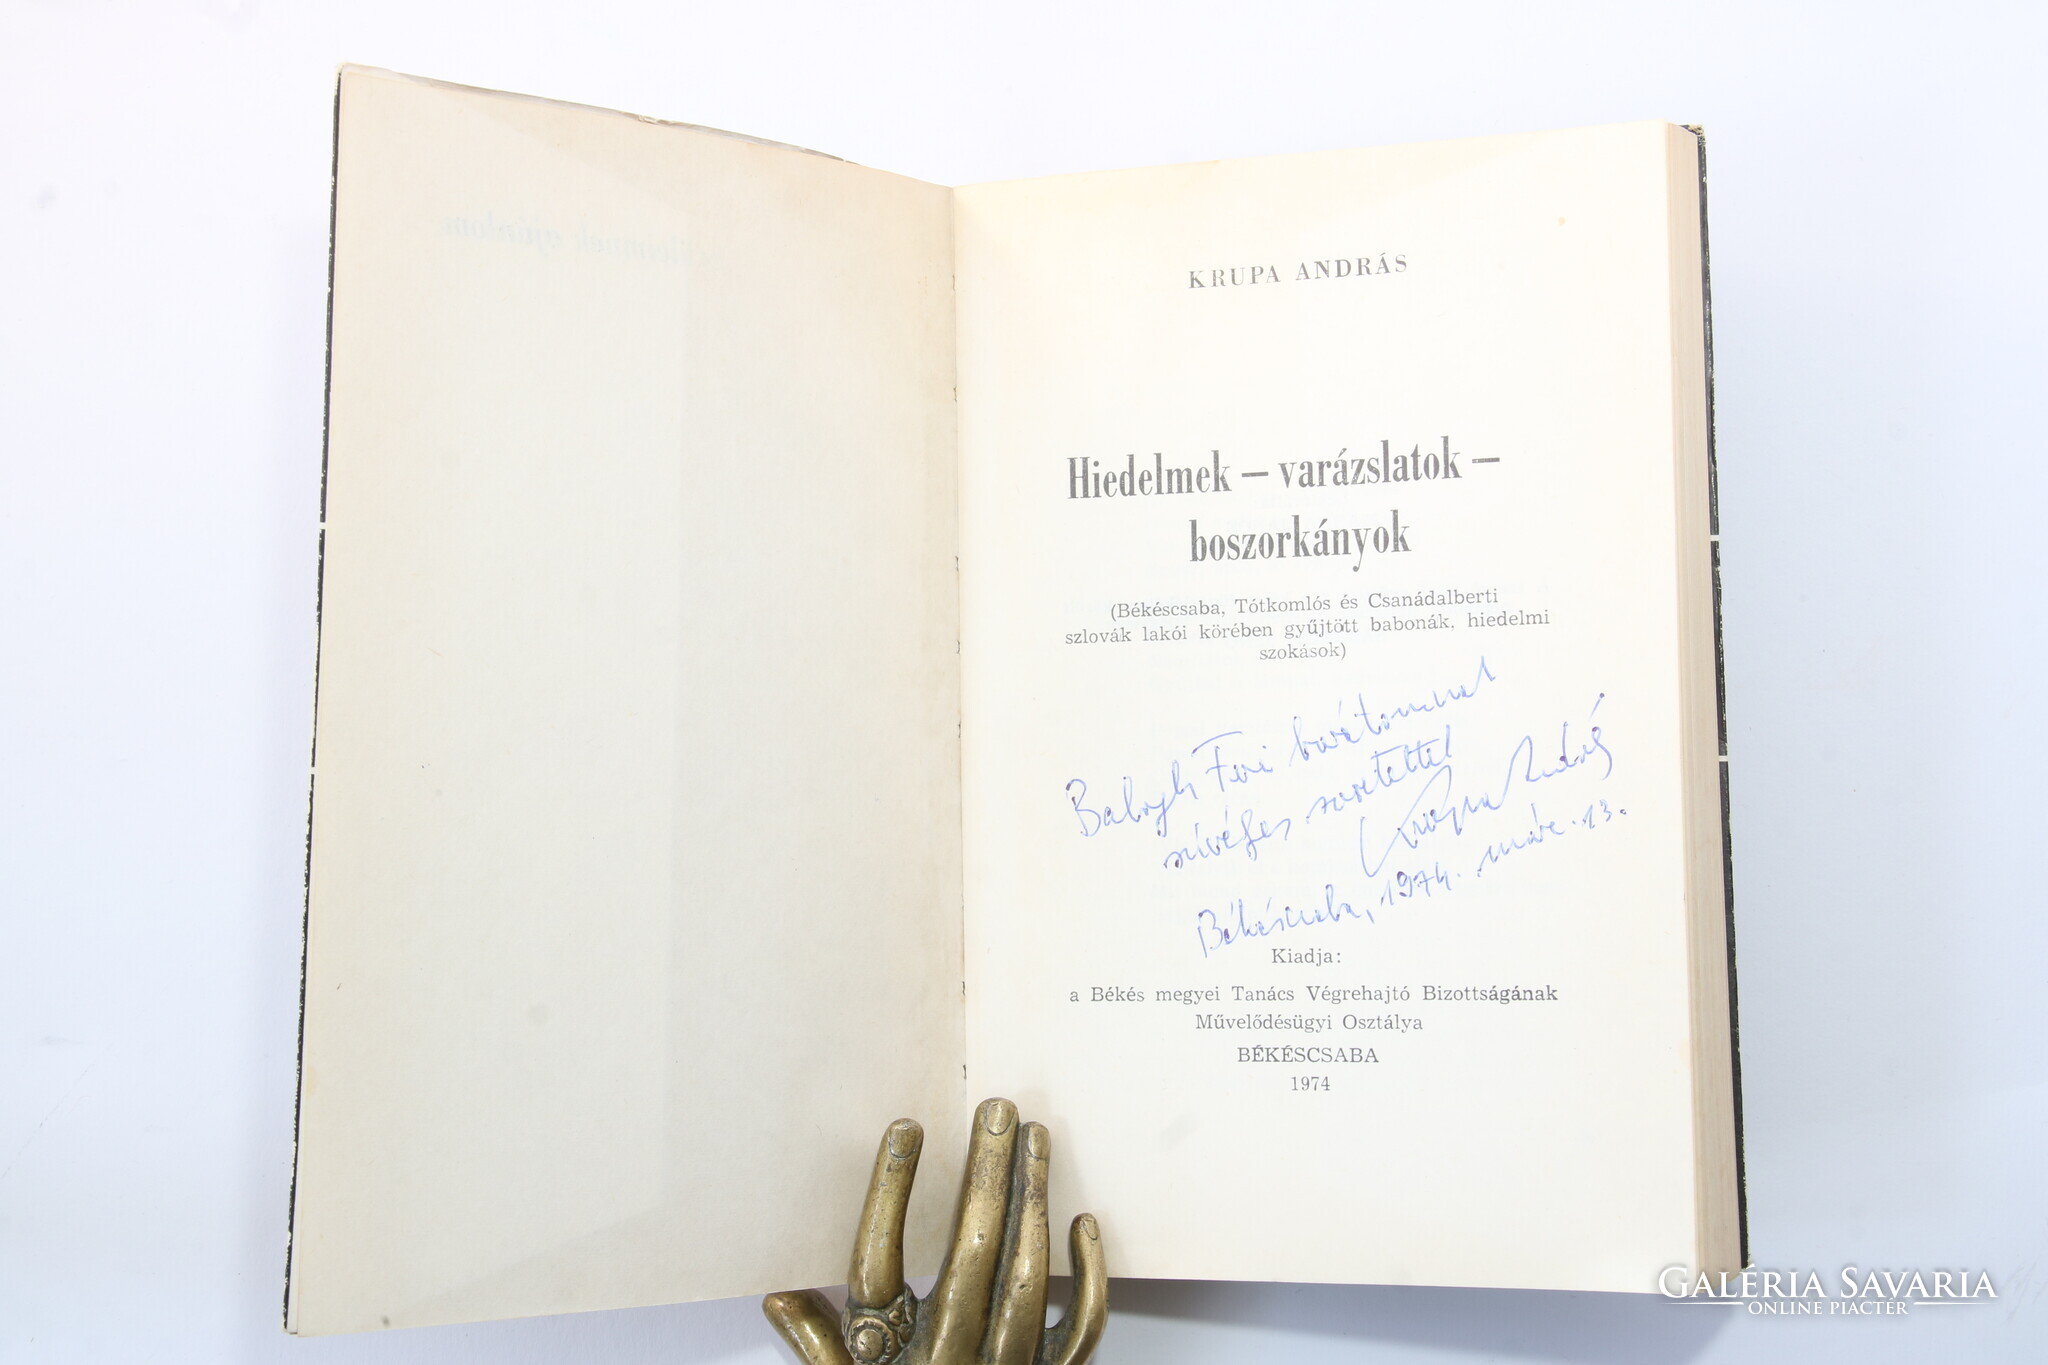 KRUPA ANDRÁS
Hiedelmek — varázslatok —
boszorkányok
(Békéscsaba, Tótkomlós és Csanádalberti
szlovák lakói körében gyűjtött babonák, hiedelmi
szokások)
Balogh Feri barátomnak
szívélyes szeretettel
Krupa András
Békéscsaba, 1974. márc. 13.
Kiadja:
a Békés megyei Tanács Végrehajtó Bizottságának
Művelődésügyi Osztálya
BÉKÉSCSABA
1974
GALÉRIA SAVARIA
ONLINE PIACTÉR